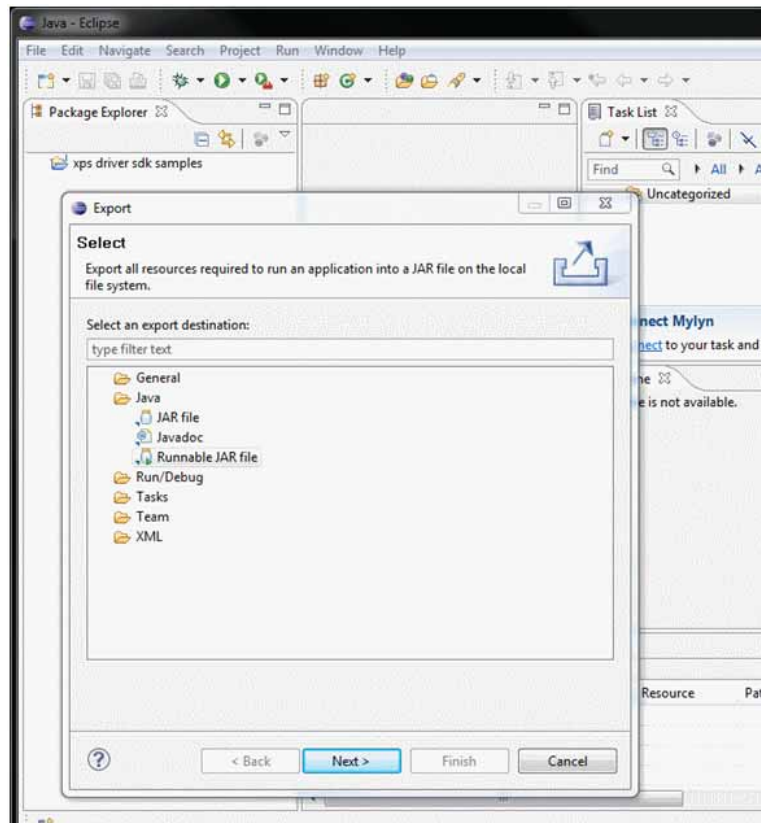 Java - Eclipse
File Edit Navigate Search Project Run Window Help
Package Explorer
Task List
xps driver sdk samples
Find
All
Uncategorized
Export
Select
Export all resources required to run an application into a JAR file on the local
file system.
Select an export destination:
type filter text
General
Java
JAR file
Javadoc
Runnable JAR file
Run/Debug
Tasks
Team
XML
nect Mylyn
nect to your task and
ne
e is not available.
Resource Pat
?
< Back Next > Finish Cancel